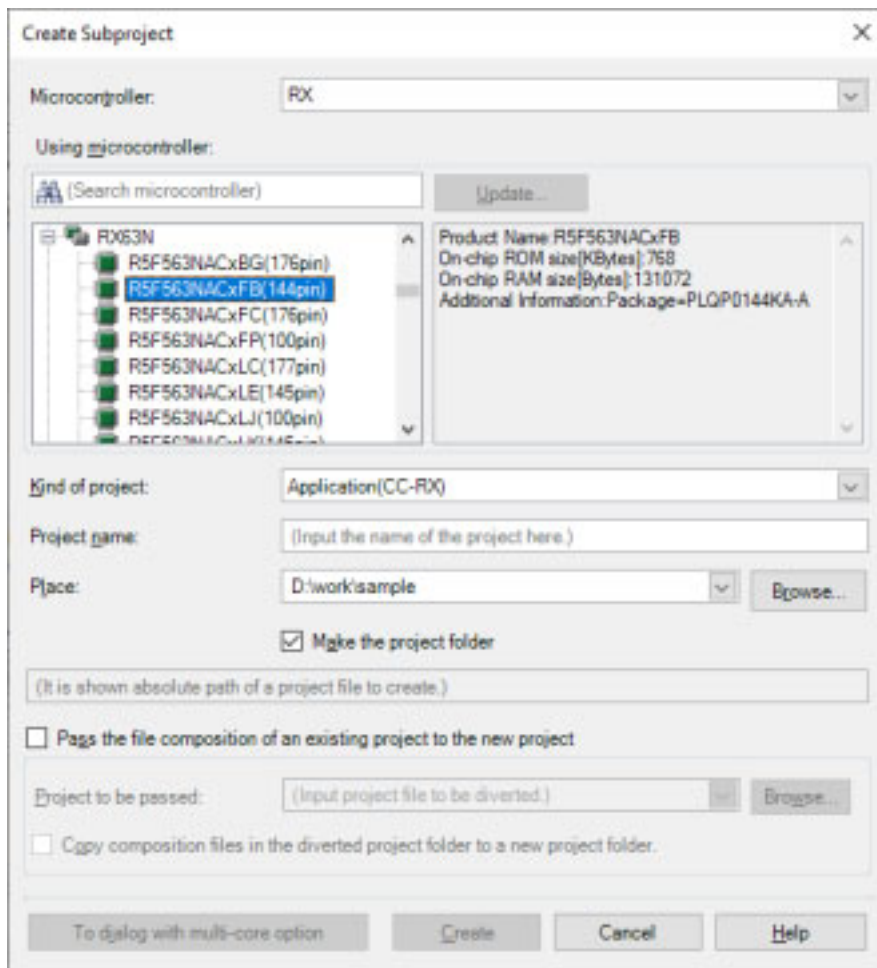 Create Subproject
Microcontroller:
RX
Using microcontroller:
(Search microcontroller)
Update...
RX63N
R5F563NACxBG(176pin)
R5F563NACxFB(144pin)
R5F563NACxFC(176pin)
R5F563NACxFP(100pin)
R5F563NACxLC(177pin)
R5F563NACxLE(145pin)
R5F563NACxLJ(100pin)
Product Name:R5F563NACxFB
On-chip ROM size[KBytes]:768
On-chip RAM size[Bytes]:131072
Additional Information:Package=PLQP0144KA-A
Kind of project:
Application(CC-RX)
Project name:
(Input the name of the project here.)
Place:
D:\work\sample
Browse...
Make the project folder
(It is shown absolute path of a project file to create.)
Pass the file composition of an existing project to the new project
Project to be passed:
(Input project file to be diverted.)
Browse...
Copy composition files in the diverted project folder to a new project folder.
To dialog with multi-core option
Create
Cancel
Help